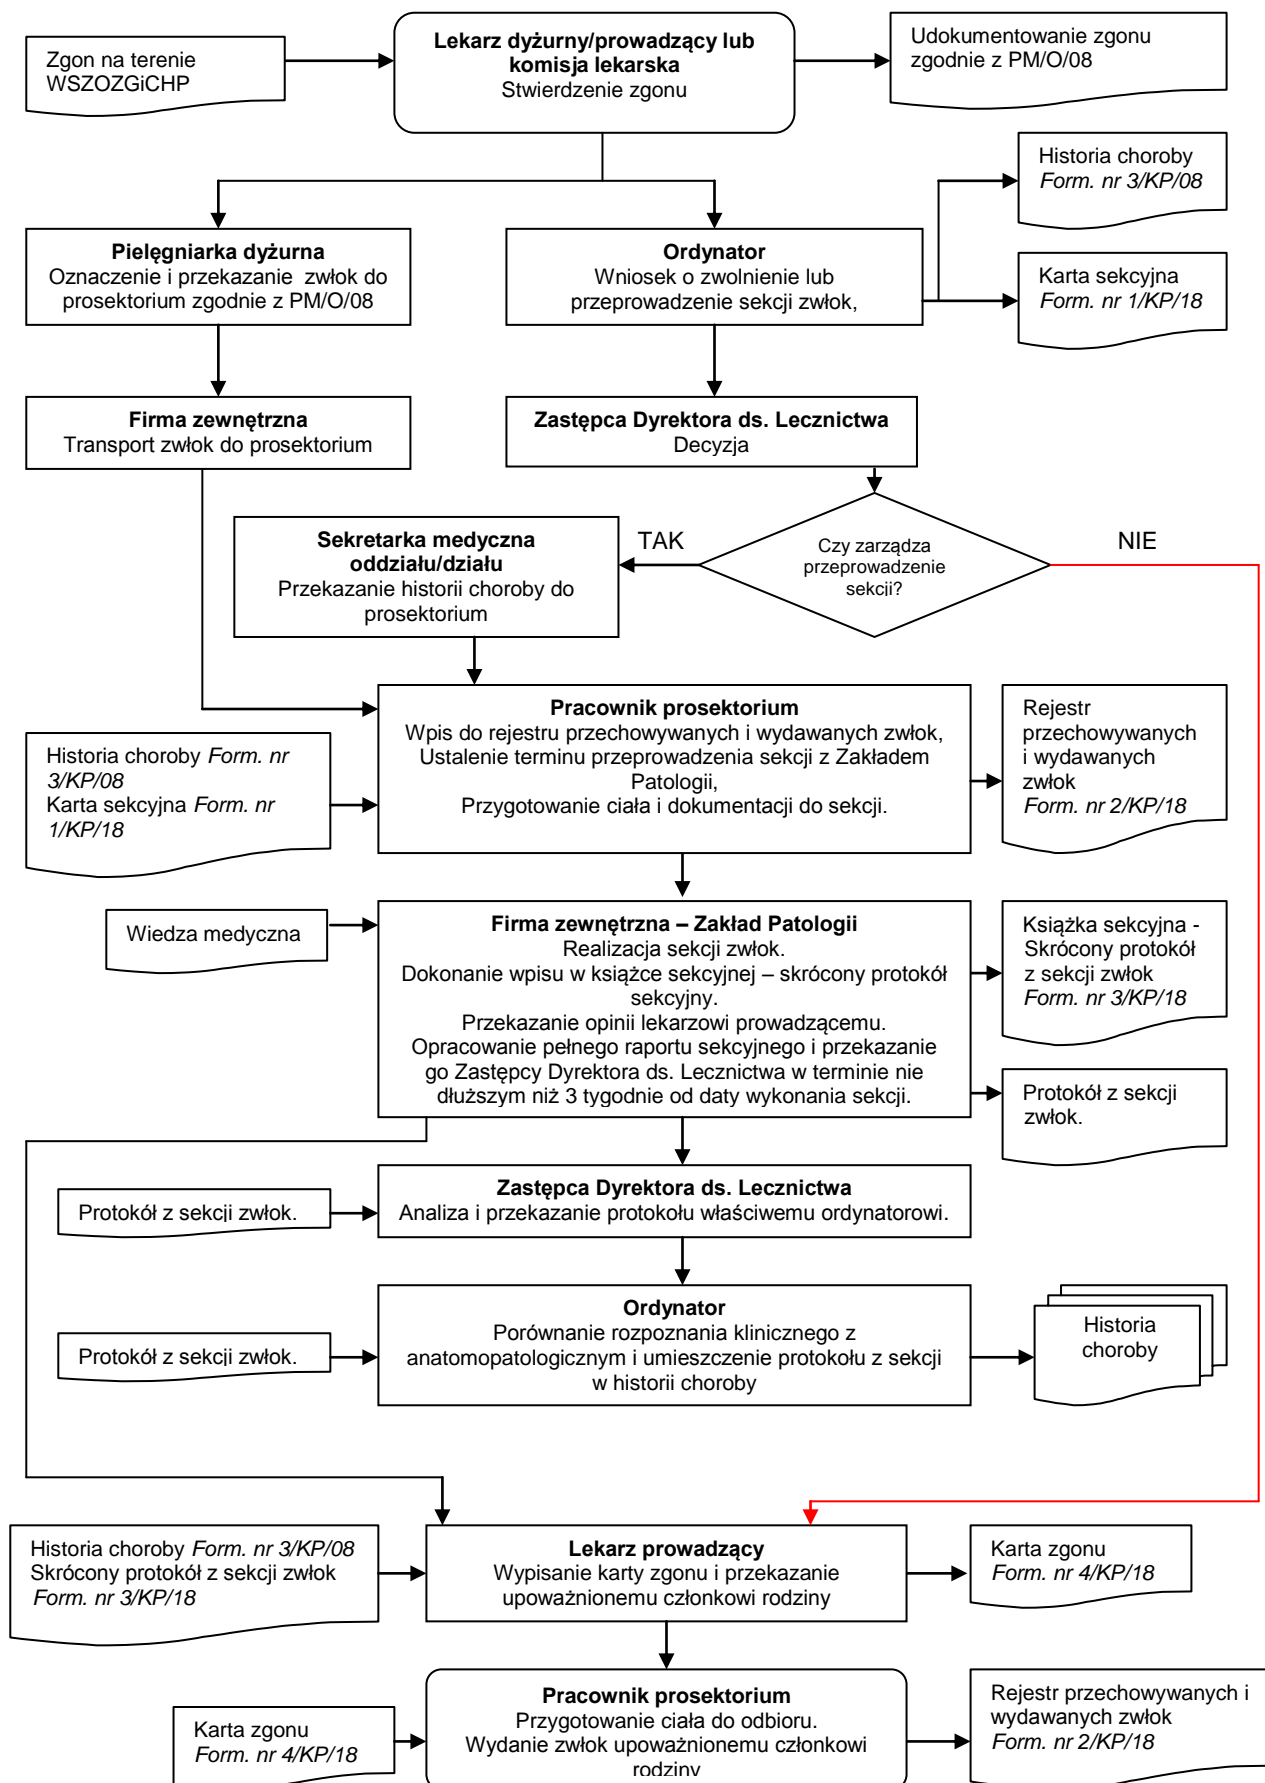 Zgon na terenie
WSZOZGiCHP
Lekarz dyżurny/prowadzący lub
komisja lekarska
Stwierdzenie zgonu
Udokumentowanie zgonu
zgodnie z PM/O/08
Historia choroby
Form. nr 3/KP/08
Pielęgniarka dyżurna
Oznaczenie i przekazanie zwłok do
prosektorium zgodnie z PM/O/08
Ordynator
Wniosek o zwolnienie lub
przeprowadzenie sekcji zwłok,
Karta sekcyjna
Form. nr 1/KP/18
Firma zewnętrzna
Transport zwłok do prosektorium
Zastępca Dyrektora ds. Lecznictwa
Decyzja
Sekretarka medyczna
oddziału/działu
Przekazanie historii choroby do
prosektorium
TAK
Czy zarządza
przeprowadzenie
sekcji?
NIE
Pracownik prosektorium
Wpis do rejestru przechowywanych i wydawanych zwłok,
Ustalenie terminu przeprowadzenia sekcji z Zakładem
Patologii,
Przygotowanie ciała i dokumentacji do sekcji.
Rejestr
przechowywanych
i wydawanych
zwłok
Form. nr 2/KP/18
Historia choroby Form. nr
3/KP/08
Karta sekcyjna Form. nr
1/KP/18
Wiedza medyczna
Firma zewnętrzna – Zakład Patologii
Realizacja sekcji zwłok.
Dokonanie wpisu w książce sekcyjnej – skrócony protokół
sekcyjny.
Przekazanie opinii lekarzowi prowadzącemu.
Opracowanie pełnego raportu sekcyjnego i przekazanie
go Zastępcy Dyrektora ds. Lecznictwa w terminie nie
dłuższym niż 3 tygodnie od daty wykonania sekcji.
Książka sekcyjna -
Skrócony protokół
z sekcji zwłok
Form. nr 3/KP/18
Protokół z sekcji
zwłok.
Protokół z sekcji zwłok.
Zastępca Dyrektora ds. Lecznictwa
Analiza i przekazanie protokołu właściwemu ordynatorowi.
Protokół z sekcji zwłok.
Ordynator
Porównanie rozpoznania klinicznego z
anatomopatologicznym i umieszczenie protokołu z sekcji
w historii choroby
Historia
choroby
Historia choroby Form. nr 3/KP/08
Skrócony protokół z sekcji zwłok
Form. nr 3/KP/18
Lekarz prowadzący
Wypisanie karty zgonu i przekazanie
upoważnionemu członkowi rodziny
Karta zgonu
Form. nr 4/KP/18
Karta zgonu
Form. nr 4/KP/18
Pracownik prosektorium
Przygotowanie ciała do odbioru.
Wydanie zwłok upoważnionemu członkowi
rodziny
Rejestr przechowywanych i
wydawanych zwłok
Form. nr 2/KP/18